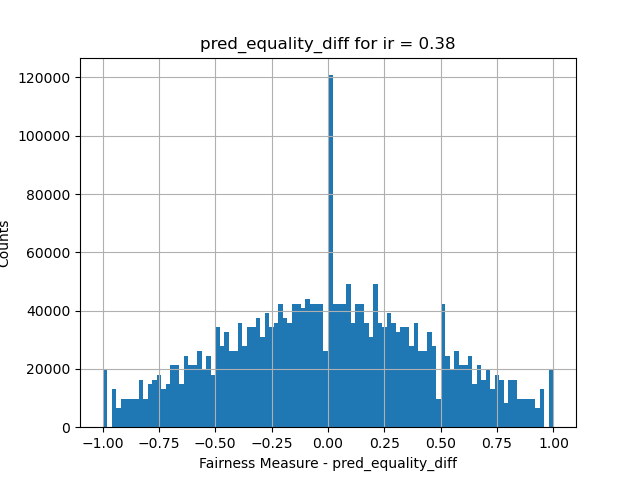 pred_equality_diff for ir = 0.38
120000
100000
80000
60000
40000
20000
0
Counts
−1.00 −0.75 −0.50 −0.25 0.00 0.25 0.50 0.75 1.00
Fairness Measure - pred_equality_diff